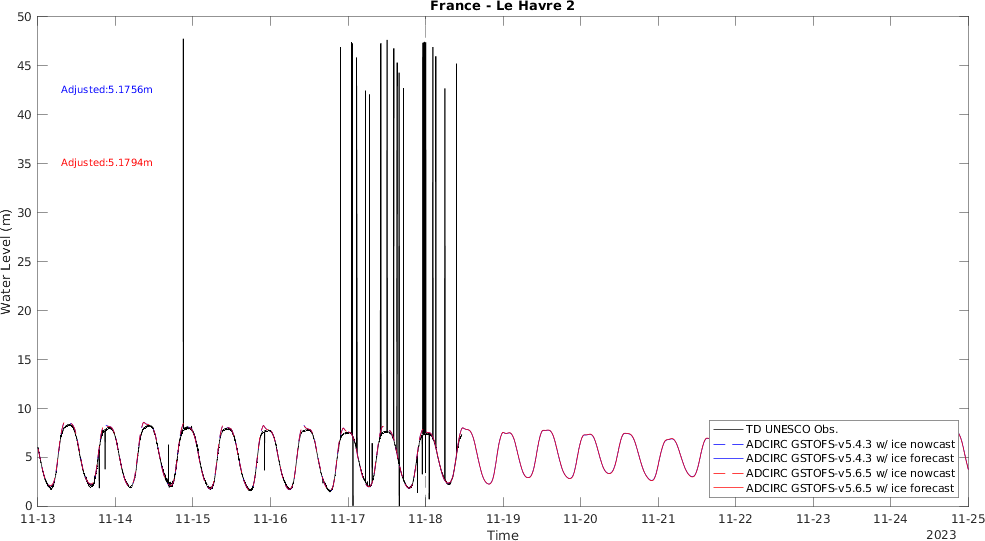 France - Le Havre 2
50
45
40
35
30
25
20
15
10
5
0
Water Level (m)
Adjusted:5.1756m
Adjusted:5.1794m
TD UNESCO Obs.
ADCIRC GSTOFS-v5.4.3 w/ ice nowcast
ADCIRC GSTOFS-v5.4.3 w/ ice forecast
ADCIRC GSTOFS-v5.6.5 w/ ice nowcast
ADCIRC GSTOFS-v5.6.5 w/ ice forecast
11-13 11-14 11-15 11-16 11-17 11-18 11-19 11-20 11-21 11-22 11-23 11-24 11-25
Time
2023